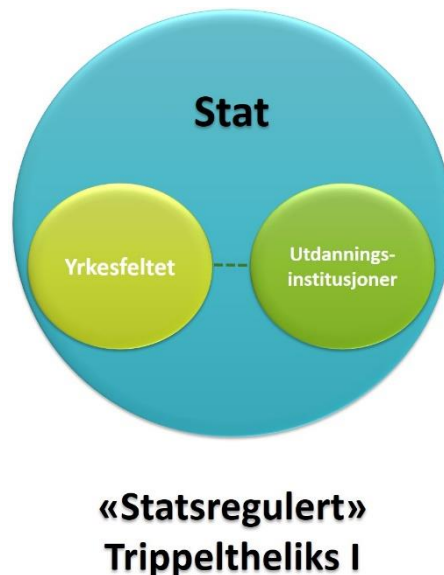 Stat
Yrkesfeltet
Utdannings-
institusjoner
«Statsregulert»
Trippeltheliks I